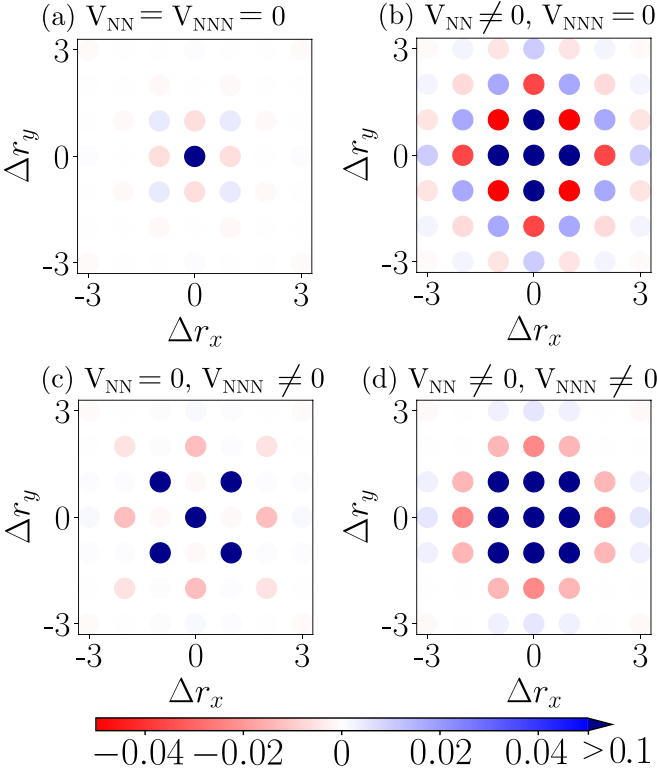 (a) V_NN = V_NNN = 0
(b) V_NN ≠ 0, V_NNN = 0
3
0
-3
Δr_y
-3 0 3
Δr_x
3
0
-3
Δr_y
-3 0 3
Δr_x
(c) V_NN = 0, V_NNN ≠ 0
(d) V_NN ≠ 0, V_NNN ≠ 0
3
0
-3
Δr_y
-3 0 3
Δr_x
3
0
-3
Δr_y
-3 0 3
Δr_x
−0.04 −0.02 0 0.02 0.04 >0.1